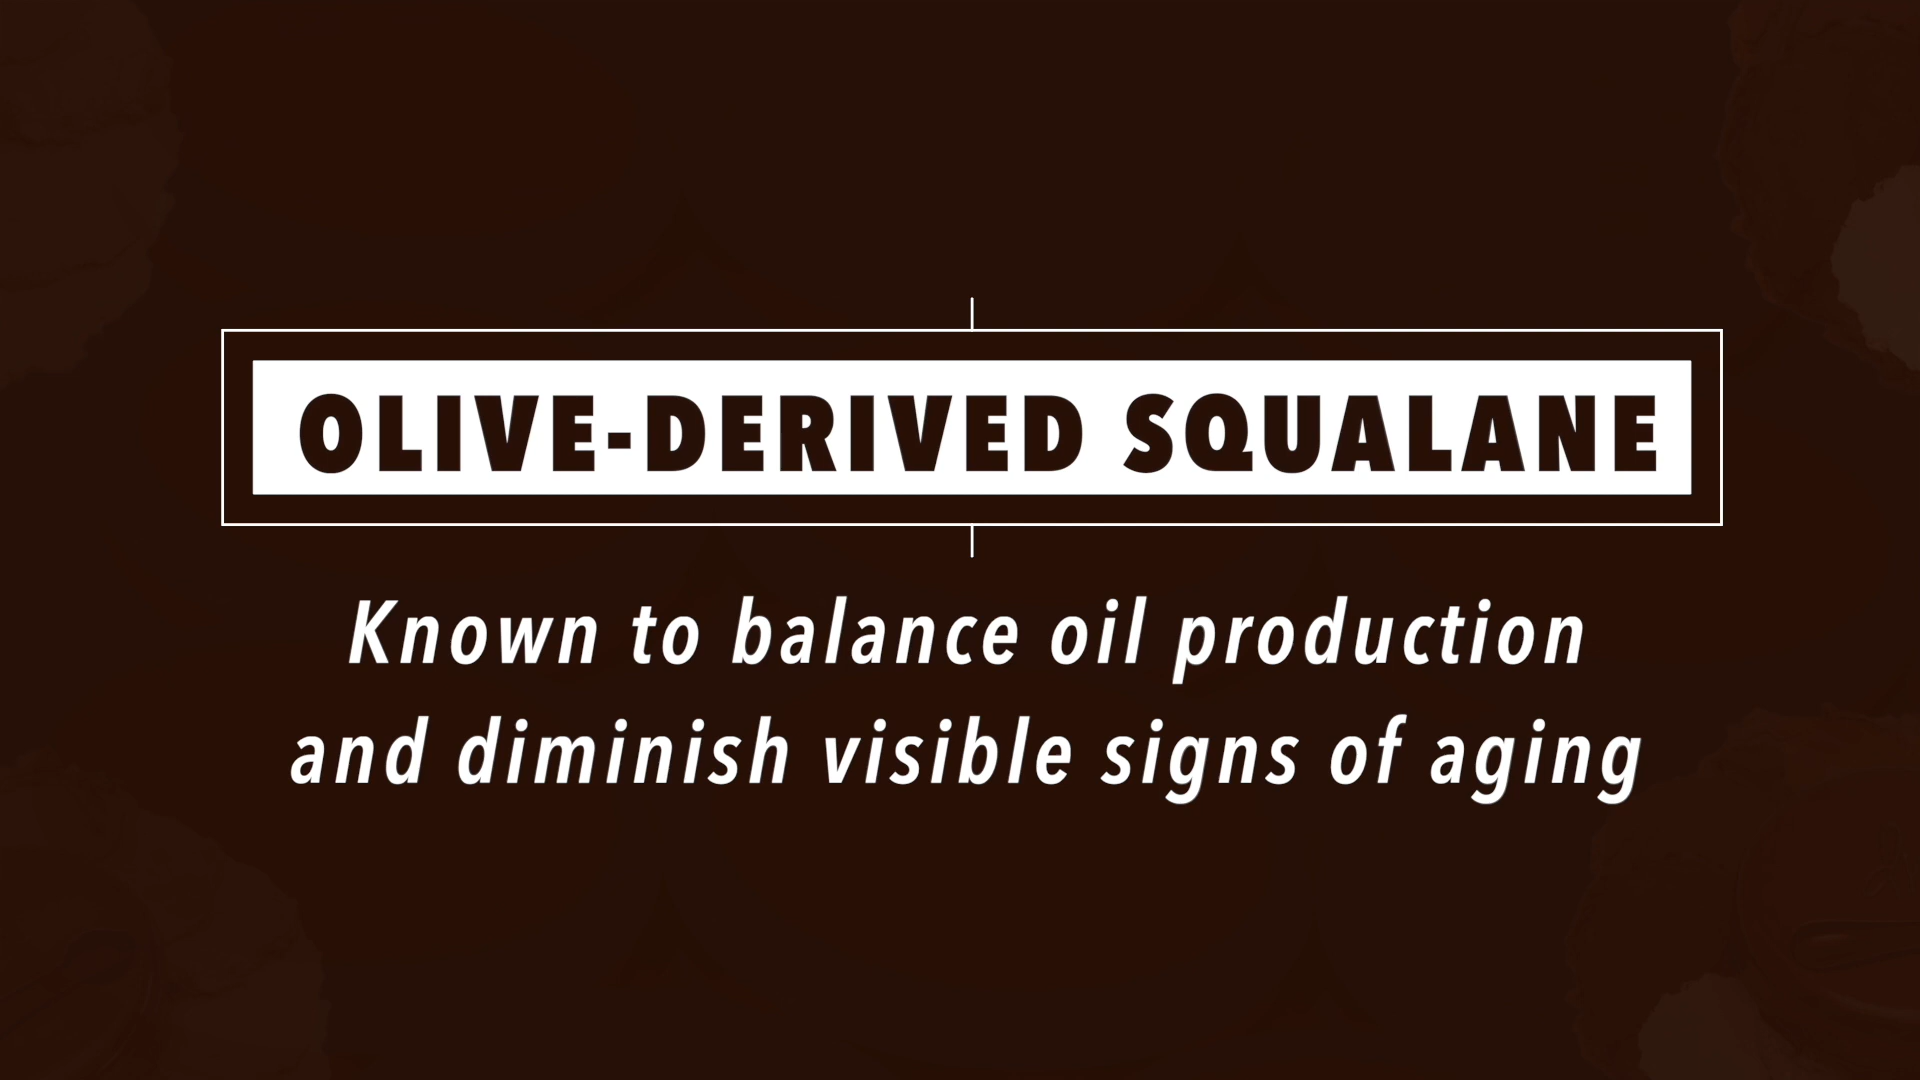 OLIVE-DERIVED SQUALANE
Known to balance oil production
and diminish visible signs of aging